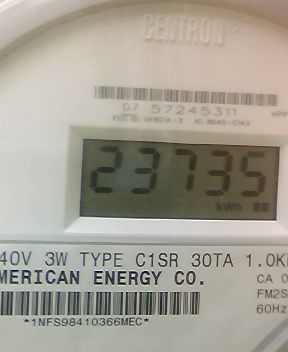 CENTRON®
07 57245311
23735
kWh
40V 3W TYPE C1SR 30TA 1.0K
MERICAN ENERGY CO.
CA 0
FM2S
60Hz
*1NFS98410366MEC*